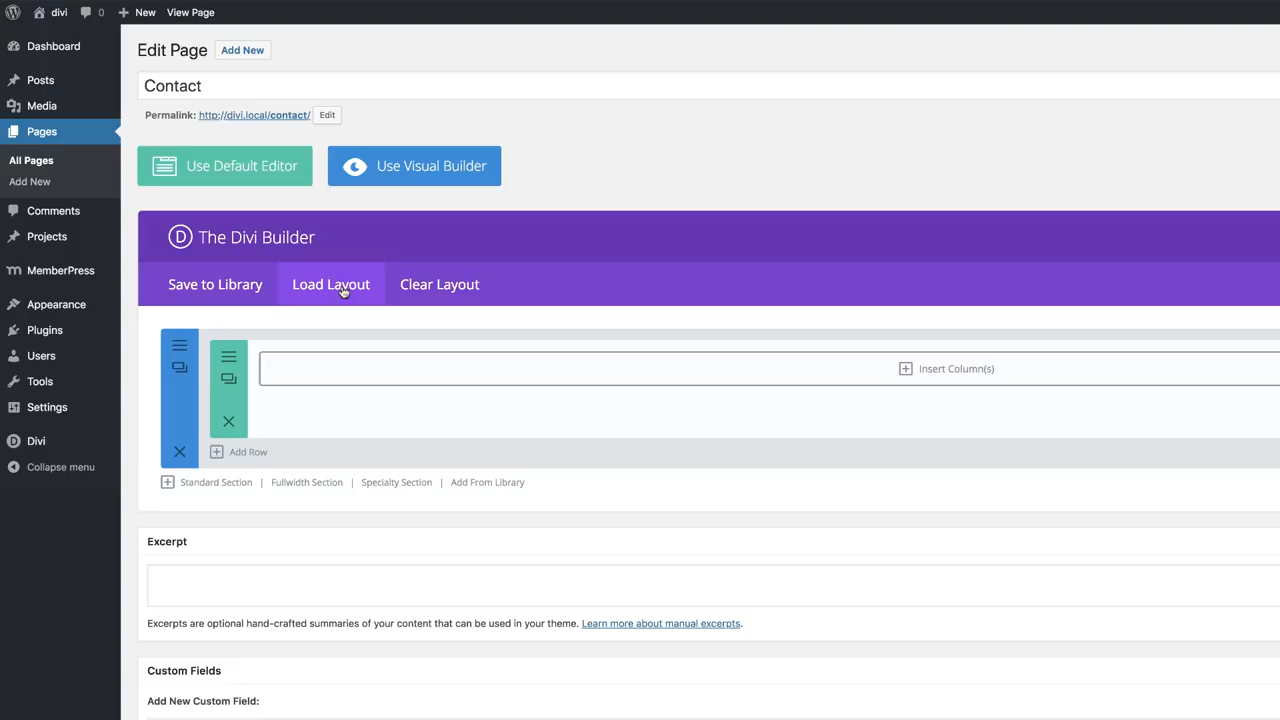 divi 0 New View Page
Dashboard
Posts
Media
Pages
All Pages
Add New
Comments
Projects
MemberPress
Appearance
Plugins
Users
Tools
Settings
Divi
Collapse menu
Edit Page Add New
Contact
Permalink: http://divi.local/contact/ Edit
Use Default Editor Use Visual Builder
D The Divi Builder
Save to Library Load Layout Clear Layout
Insert Column(s)
Add Row
Standard Section | Fullwidth Section | Specialty Section | Add From Library
Excerpt
Excerpts are optional hand-crafted summaries of your content that can be used in your theme. Learn more about manual excerpts.
Custom Fields
Add New Custom Field: